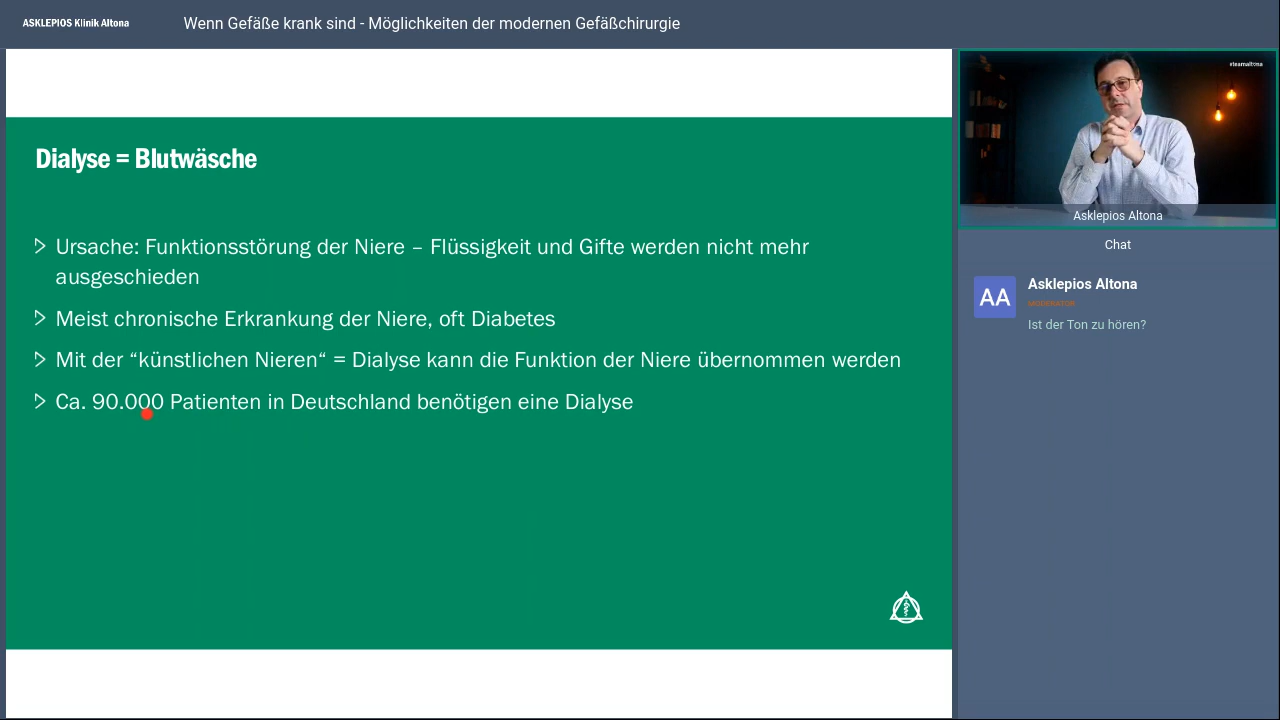 ASKLEPIOS Klinik Altona
Wenn Gefäße krank sind - Möglichkeiten der modernen Gefäßchirurgie
Dialyse = Blutwäsche
Ursache: Funktionsstörung der Niere – Flüssigkeit und Gifte werden nicht mehr
ausgeschieden
Meist chronische Erkrankung der Niere, oft Diabetes
Mit der “künstlichen Nieren“ = Dialyse kann die Funktion der Niere übernommen werden
Ca. 90.000 Patienten in Deutschland benötigen eine Dialyse
#teamaltona
Asklepios Altona
Chat
AA
Asklepios Altona
MODERATOR
Ist der Ton zu hören?